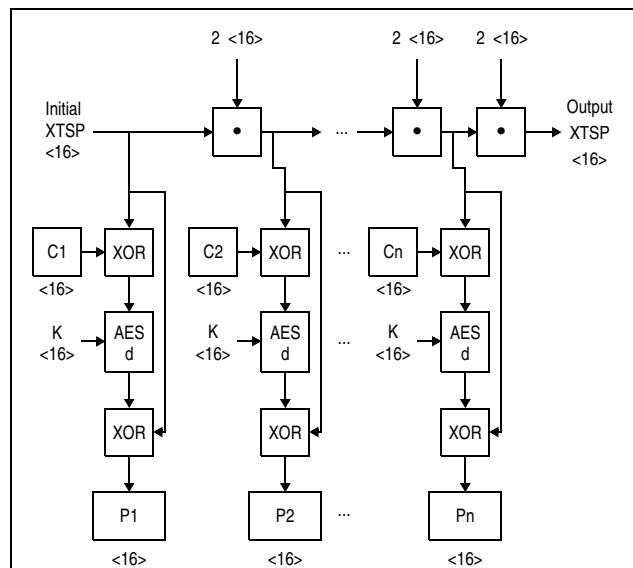 2 <16> 2 <16> 2 <16>
Initial
XTSP
<16>
• ... • •
Output
XTSP
<16>
C1 XOR C2 XOR ... Cn XOR
<16> <16> <16>
K
<16>
AES
d
K
<16>
AES
d
...
K
<16>
AES
d
XOR XOR XOR
P1 P2 ... Pn
<16> <16> <16>